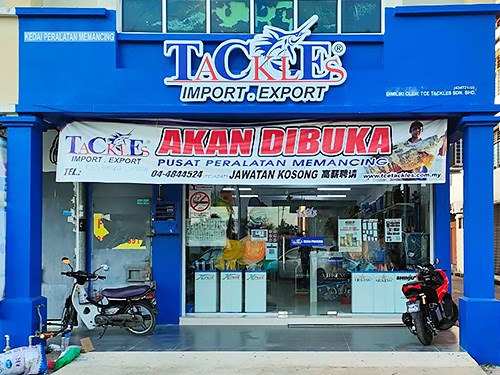 KEDAI PERALATAN MEMANCING
TACKLES®
IMPORT.EXPORT
DIMILIKI OLEH: TCE TACKLES SDN. BHD.
TACKLES
IMPORT . EXPORT
AKAN DIBUKA
PUSAT PERALATAN MEMANCING
TEL.:
04-4844524
JAWATAN KOSONG 高薪聘请
www.tcetackles.com.my